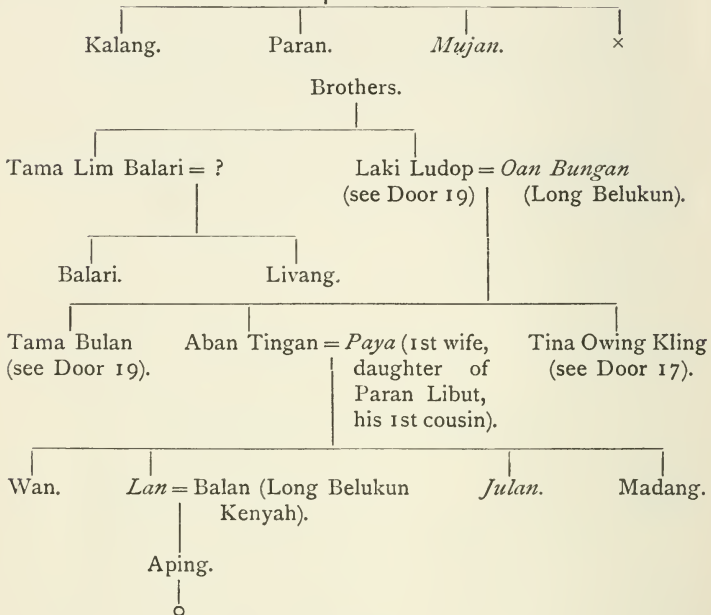 Kalang. Paran. Mujan. ×
Brothers.
Tama Lim Balari = ? Laki Ludop = Oan Bungan
(see Door 19) (Long Belukun).
Balari. Livang.
Tama Bulan Aban Tingan = Paya (1st wife, Tina Owing Kling
(see Door 19). daughter of (see Door 17).
Paran Libut,
his 1st cousin).
Wan. Lan = Balan (Long Belukun Julan. Madang.
Kenyah).
Aping.